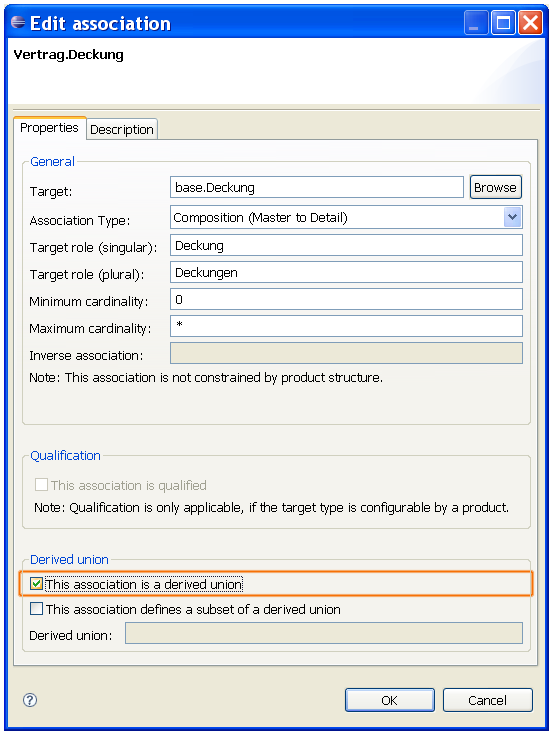 Edit association
Vertrag.Deckung
Properties
Description
General
Target:
base.Deckung
Browse
Association Type:
Composition (Master to Detail)
Target role (singular):
Deckung
Target role (plural):
Deckungen
Minimum cardinality:
0
Maximum cardinality:
*
Inverse association:
Note: This association is not constrained by product structure.
Qualification
This association is qualified
Note: Qualification is only applicable, if the target type is configurable by a product.
Derived union
This association is a derived union
This association defines a subset of a derived union
Derived union:
?
OK
Cancel